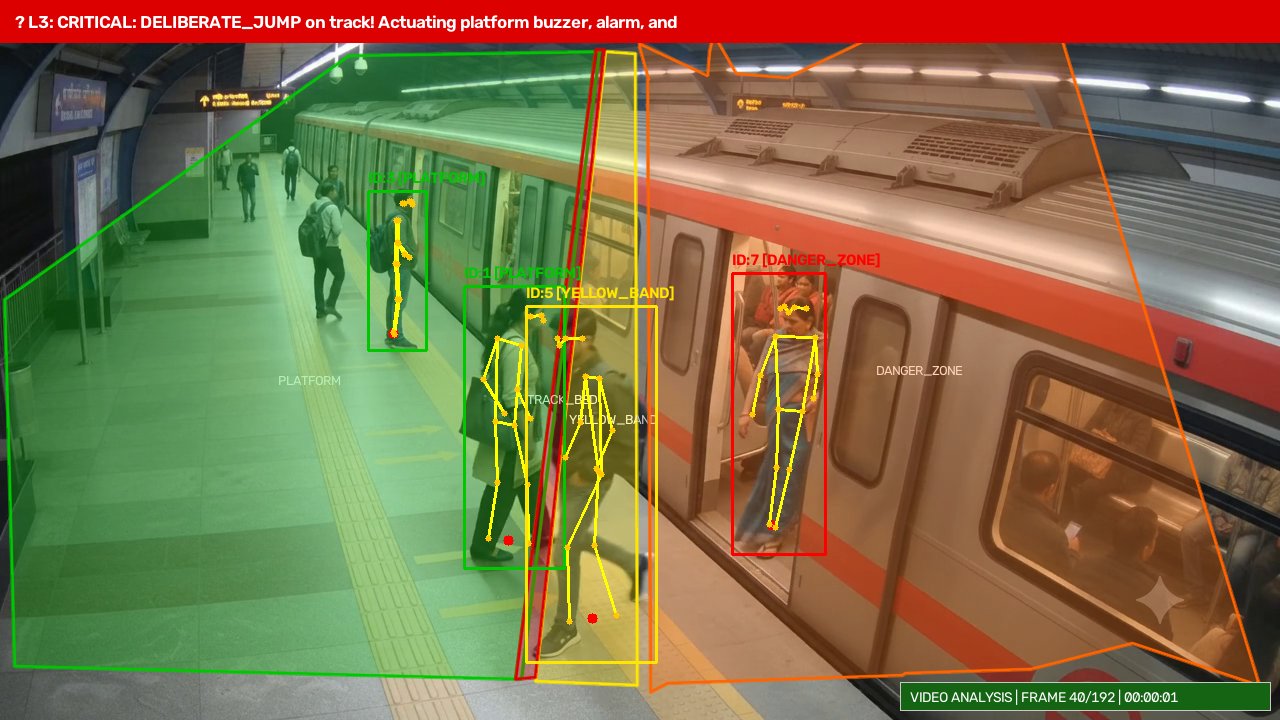 ? L3: CRITICAL: DELIBERATE_JUMP on track! Actuating platform buzzer, alarm, and
ID:1 [PLATFORM]
ID:5 [YELLOW_BAND]
ID:7 [DANGER_ZONE]
PLATFORM
DANGER_ZONE
TRACK_BED
YELLOW_BAND
VIDEO ANALYSIS | FRAME 40/192 | 00:00:01